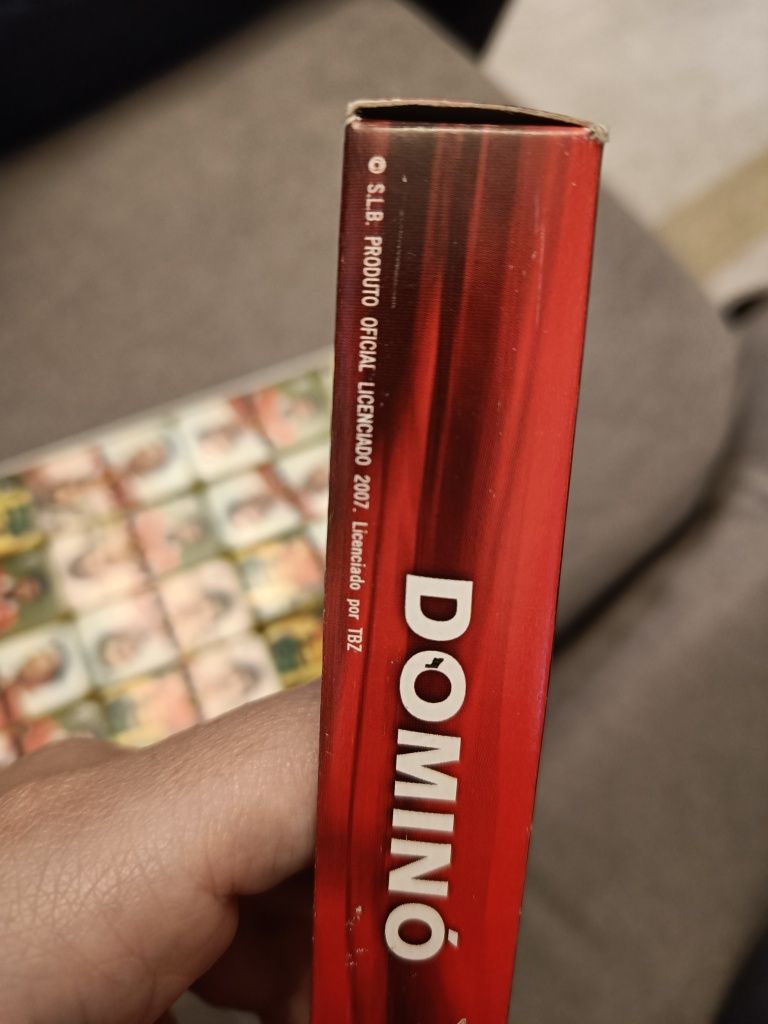 © S.L.B. PRODUTO OFICIAL LICENCIADO 2007. Licenciado por TBZ
DOMINÓ